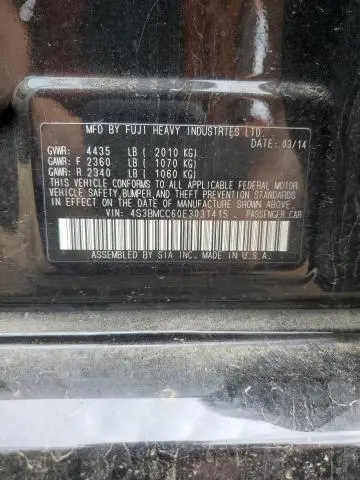 MFD BY FUJI HEAVY INDUSTRIES LTD.
DATE: 03/14
GVWR: 4435 LB ( 2010 KG)
GAWR: F 2360 LB ( 1070 KG)
GAWR: R 2340 LB ( 1060 KG)
THIS VEHICLE CONFORMS TO ALL APPLICABLE FEDERAL MOTOR
VEHICLE SAFETY, BUMPER, AND THEFT PREVENTION STANDARDS
IN EFFECT ON THE DATE OF MANUFACTURE SHOWN ABOVE.
VIN: 4S3BMCC60E3031415 PASSENGER CAR
ASSEMBLED BY SIA INC. MADE IN U.S.A.